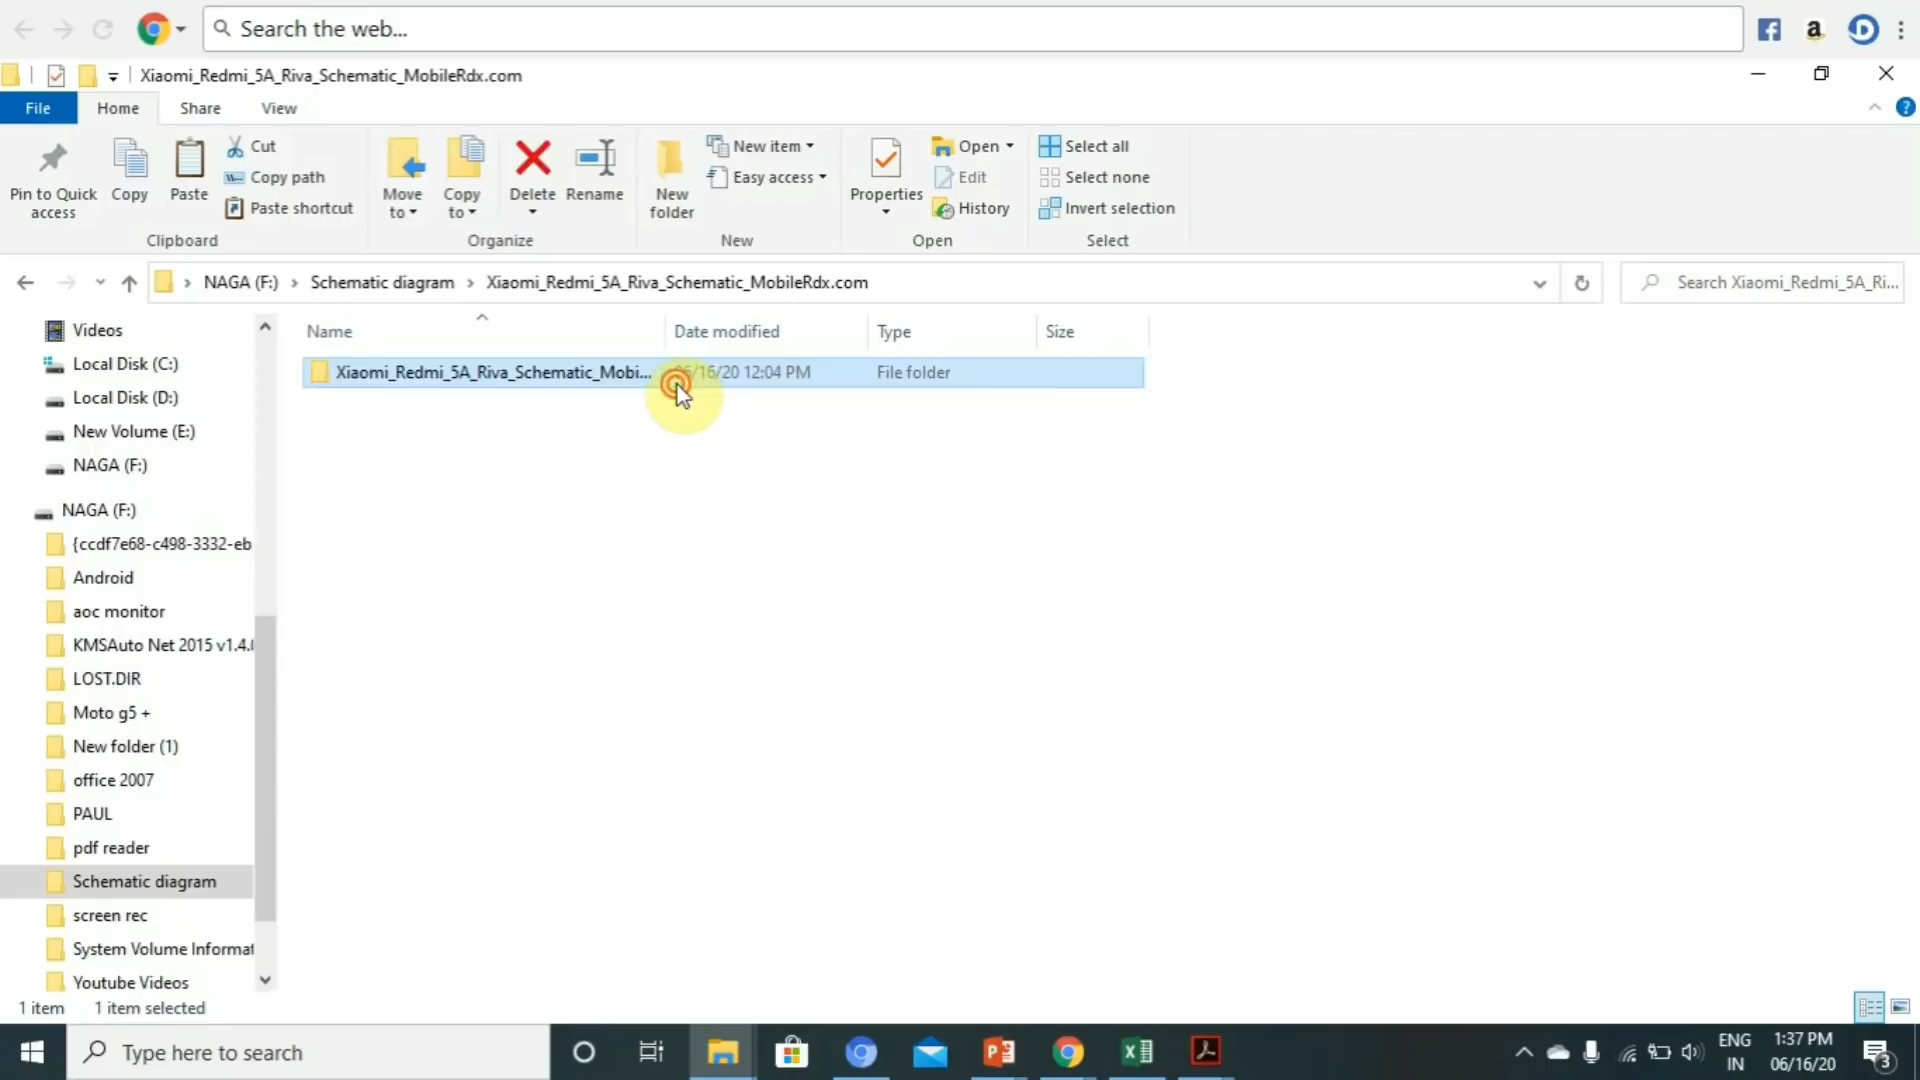 Search the web...
Xiaomi_Redmi_5A_Riva_Schematic_MobileRdx.com
File Home Share View
Pin to Quick access
Copy
Paste
Cut
Copy path
Paste shortcut
Clipboard
Move to
Copy to
Delete
Rename
Organize
New folder
New item
Easy access
New
Properties
Open
Edit
History
Open
Select all
Select none
Invert selection
Select
NAGA (F:) Schematic diagram Xiaomi_Redmi_5A_Riva_Schematic_MobileRdx.com
Search Xiaomi_Redmi_5A_Ri...
Name Date modified Type Size
Xiaomi_Redmi_5A_Riva_Schematic_Mobi... /16/20 12:04 PM File folder
Videos
Local Disk (C:)
Local Disk (D:)
New Volume (E:)
NAGA (F:)
NAGA (F:)
{ccdf7e68-c498-3332-eb
Android
aoc monitor
KMSAuto Net 2015 v1.4.
LOST.DIR
Moto g5 +
New folder (1)
office 2007
PAUL
pdf reader
Schematic diagram
screen rec
System Volume Informat
Youtube Videos
1 item 1 item selected
Type here to search
ENG
IN
1:37 PM
06/16/20
3